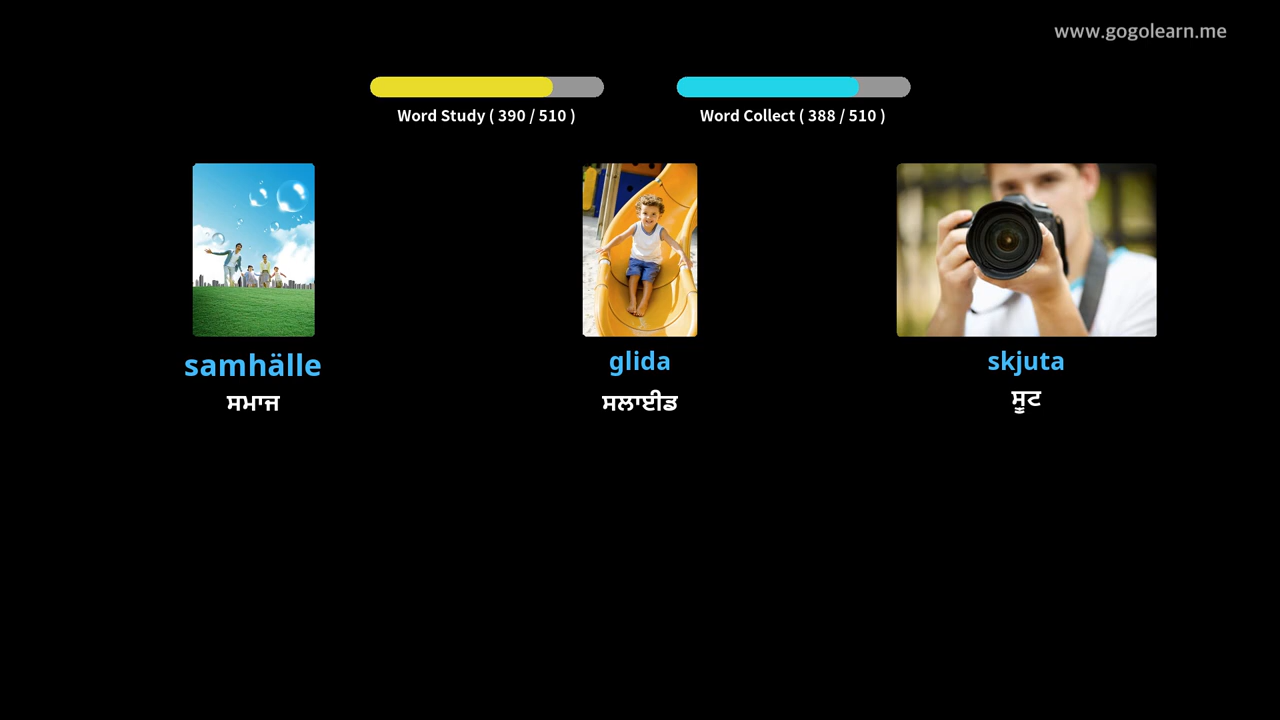 www.gogolearn.me
Word Study ( 390 / 510 )
Word Collect ( 388 / 510 )
samhälle
glida
skjuta
ਸਮਾਜ
ਸਲਾਈਡ
ਸ਼ੂਟ